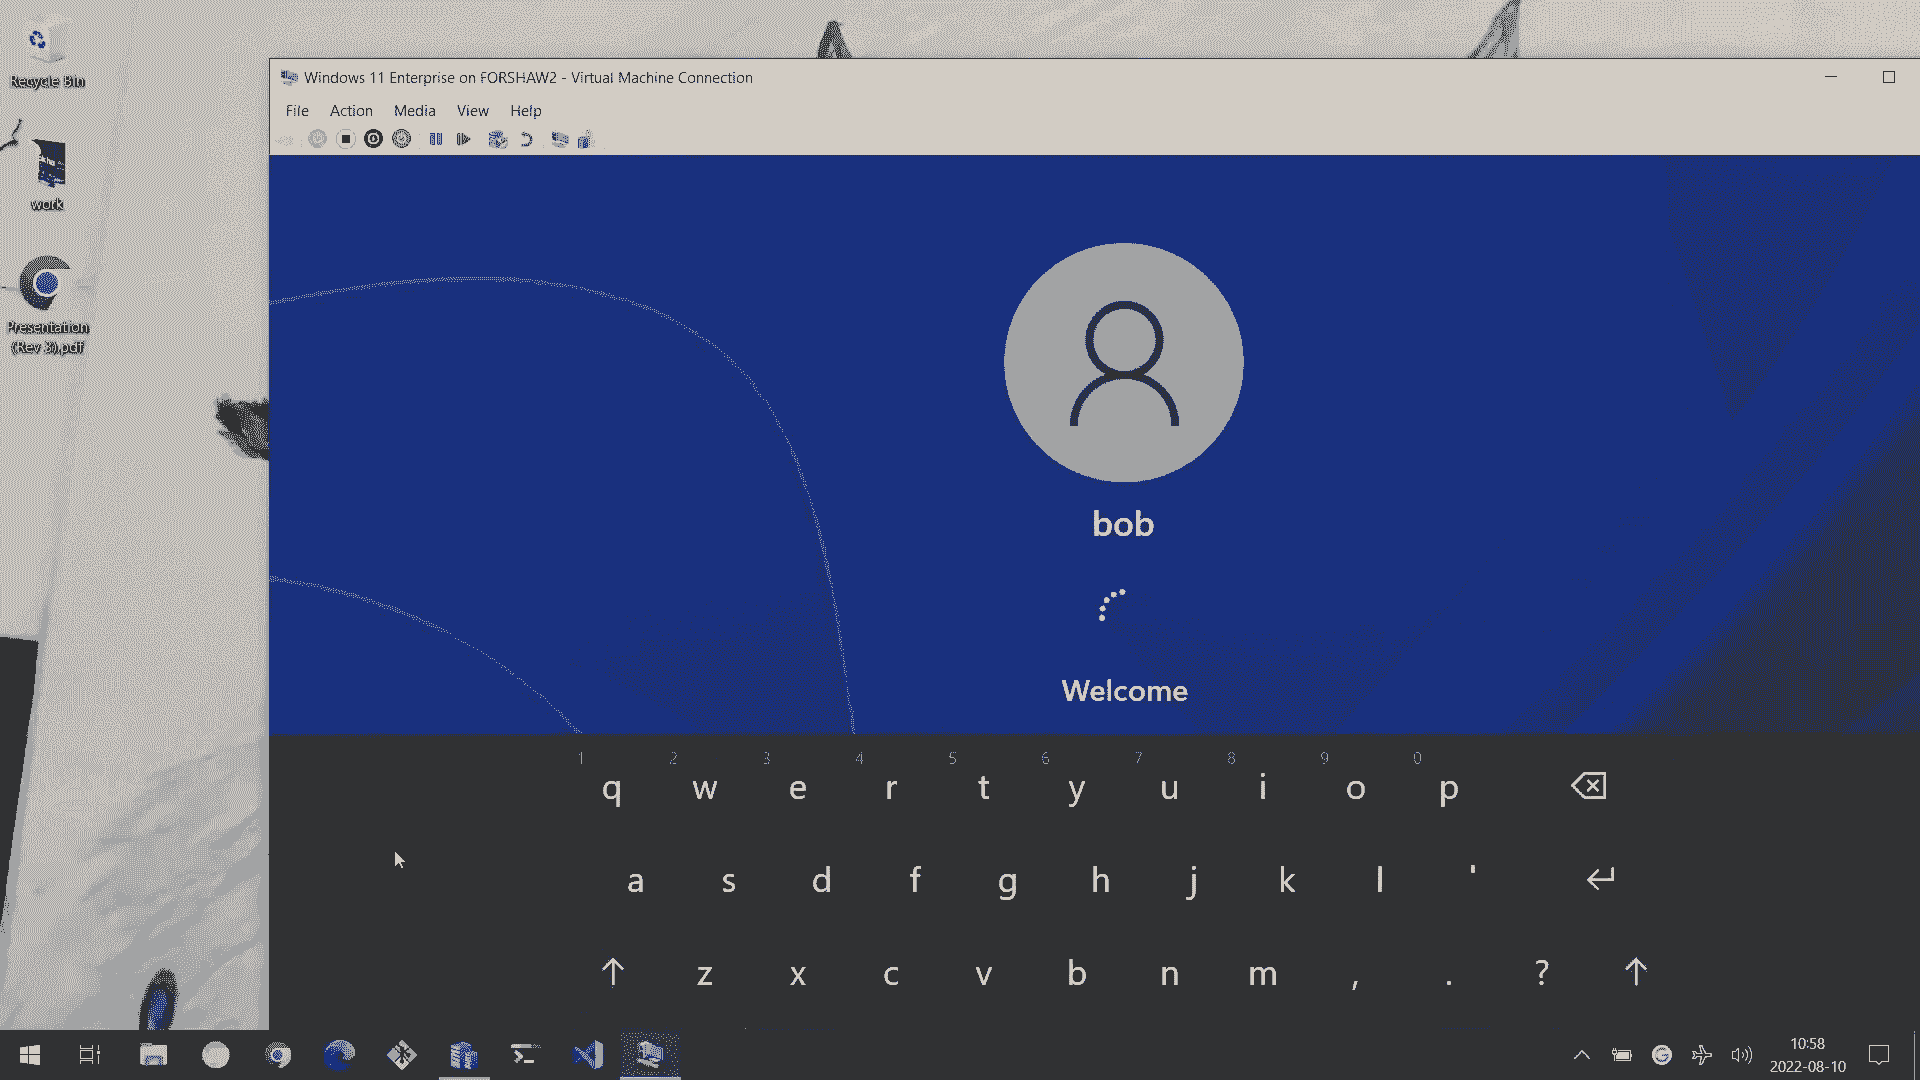 Recycle Bin
work
Presentation
(Rev 3).pdf
Windows 11 Enterprise on FORSHAW2 - Virtual Machine Connection
File Action Media View Help
bob
Welcome
1 2 3 4 5 6 7 8 9 0
q w e r t y u i o p
a s d f g h j k l '
z x c v b n m , . ?
10:58
2022-08-10